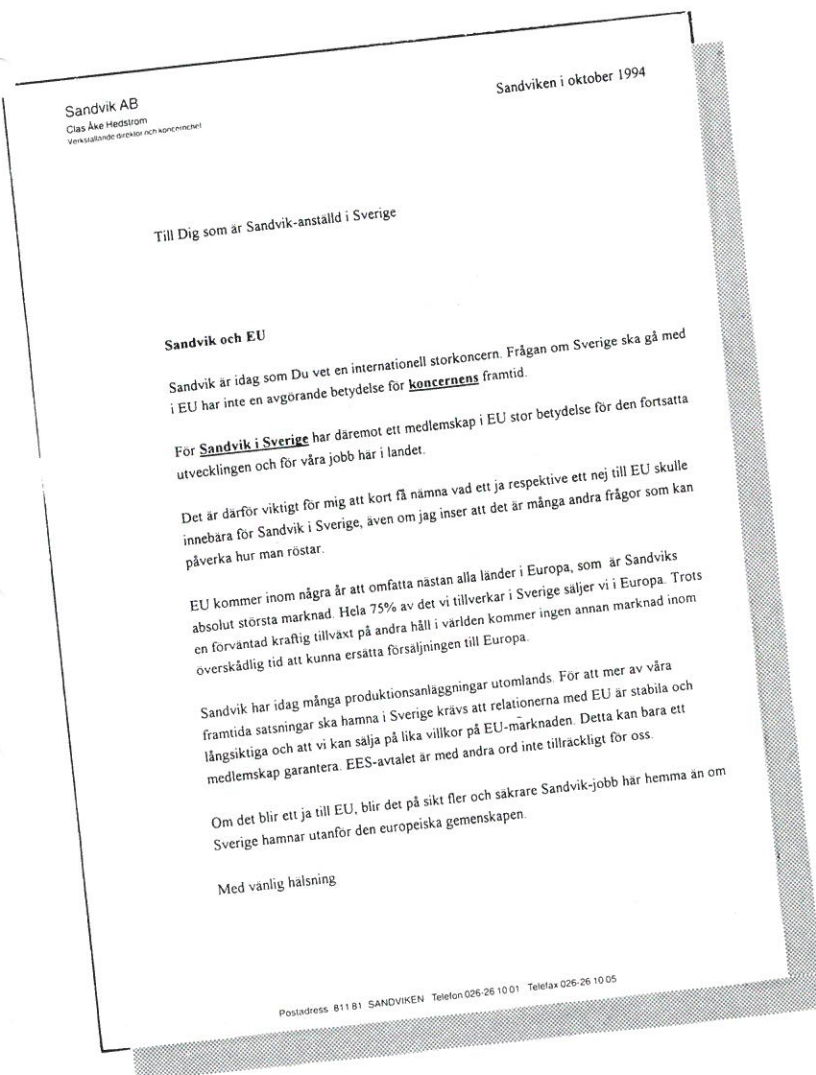 Sandvik AB
Clas Åke Hedström
Verkställande direktör och koncernchef
Sandviken i oktober 1994
Till Dig som är Sandvik-anställd i Sverige
Sandvik och EU
Sandvik är idag som Du vet en internationell storkoncern. Frågan om Sverige ska gå med
i EU har inte en avgörande betydelse för koncernens framtid.
För Sandvik i Sverige har däremot ett medlemskap i EU stor betydelse för den fortsatta
utvecklingen och för våra jobb här i landet.
Det är därför viktigt för mig att kort få nämna vad ett ja respektive ett nej till EU skulle
innebära för Sandvik i Sverige, även om jag inser att det är många andra frågor som kan
påverka hur man röstar.
EU kommer inom några år att omfatta nästan alla länder i Europa, som är Sandviks
absolut största marknad. Hela 75% av det vi tillverkar i Sverige säljer vi i Europa. Trots
en förväntad kraftig tillväxt på andra håll i världen kommer ingen annan marknad inom
överskådlig tid att kunna ersätta försäljningen till Europa.
Sandvik har idag många produktionsanläggningar utomlands. För att mer av våra
framtida satsningar ska hamna i Sverige krävs att relationerna med EU är stabila och
långsiktiga och att vi kan sälja på lika villkor på EU-marknaden. Detta kan bara ett
medlemskap garantera. EES-avtalet är med andra ord inte tillräckligt för oss.
Om det blir ett ja till EU, blir det på sikt fler och säkrare Sandvik-jobb här hemma än om
Sverige hamnar utanför den europeiska gemenskapen.
Med vänlig hälsning
Postadress 811 81 SANDVIKEN Telefon 026-26 10 01 Telefax 026-26 10 05